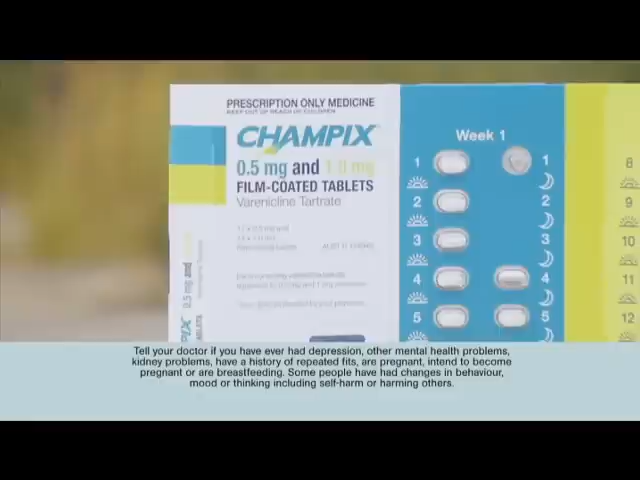 PRESCRIPTION ONLY MEDICINE
KEEP OUT OF REACH OF CHILDREN
CHAMPIX
0.5 mg and 1.0 mg
FILM-COATED TABLETS
Varenicline Tartrate
Week 1
1 1
2 2
3 3
4 4
5 5
8
9
10
11
12
0.5 mg and
Tell your doctor if you have ever had depression, other mental health problems,
kidney problems, have a history of repeated fits, are pregnant, intend to become
pregnant or are breastfeeding. Some people have had changes in behaviour,
mood or thinking including self-harm or harming others.